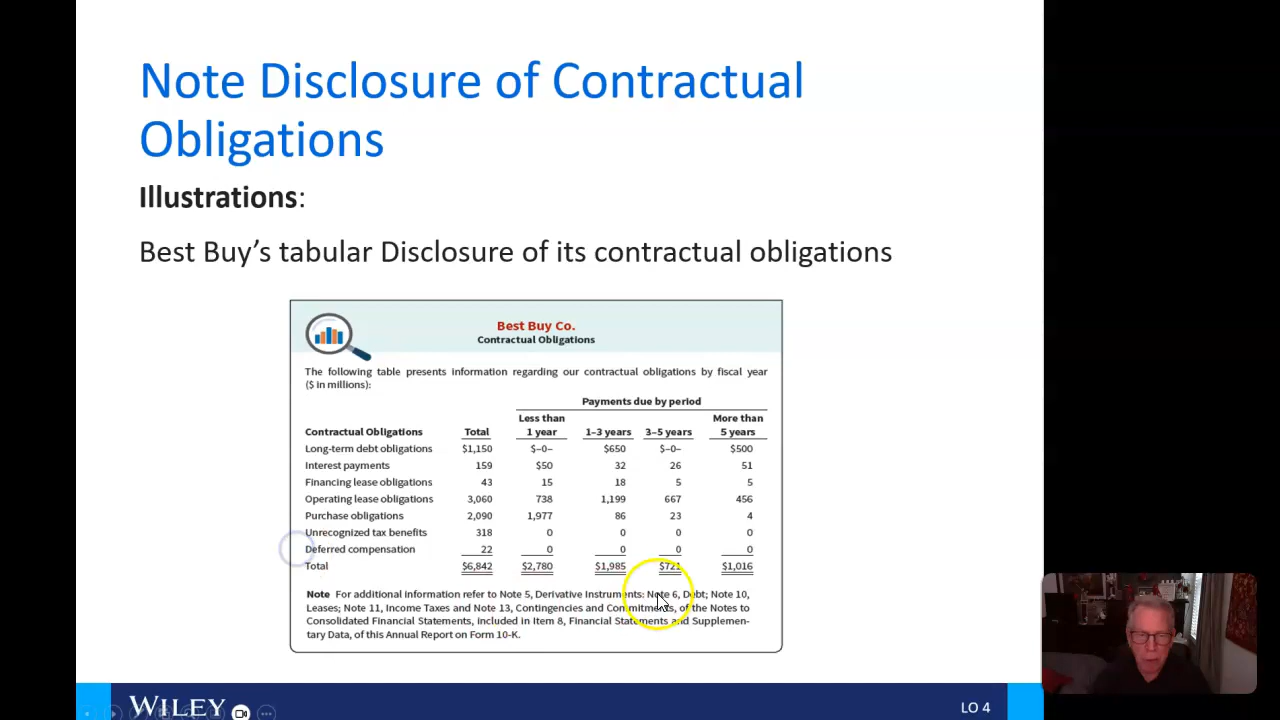 Note Disclosure of Contractual
Obligations
Illustrations:
Best Buy’s tabular Disclosure of its contractual obligations
Best Buy Co.
Contractual Obligations
The following table presents information regarding our contractual obligations by fiscal year
($ in millions):
Payments due by period
Less than More than
Contractual Obligations Total 1 year 1–3 years 3–5 years 5 years
Long-term debt obligations $1,150 $–0– $650 $–0– $500
Interest payments 159 $50 32 26 51
Financing lease obligations 43 15 18 5 5
Operating lease obligations 3,060 738 1,199 667 456
Purchase obligations 2,090 1,977 86 23 4
Unrecognized tax benefits 318 0 0 0 0
Deferred compensation 22 0 0 0 0
Total $6,842 $2,780 $1,985 $721 $1,016
Note For additional information refer to Note 5, Derivative Instruments: Note 6, Debt; Note 10,
Leases; Note 11, Income Taxes and Note 13, Contingencies and Commitments, of the Notes to
Consolidated Financial Statements, included in Item 8, Financial Statements and Supplemen-
tary Data, of this Annual Report on Form 10-K.
WILEY
LO 4